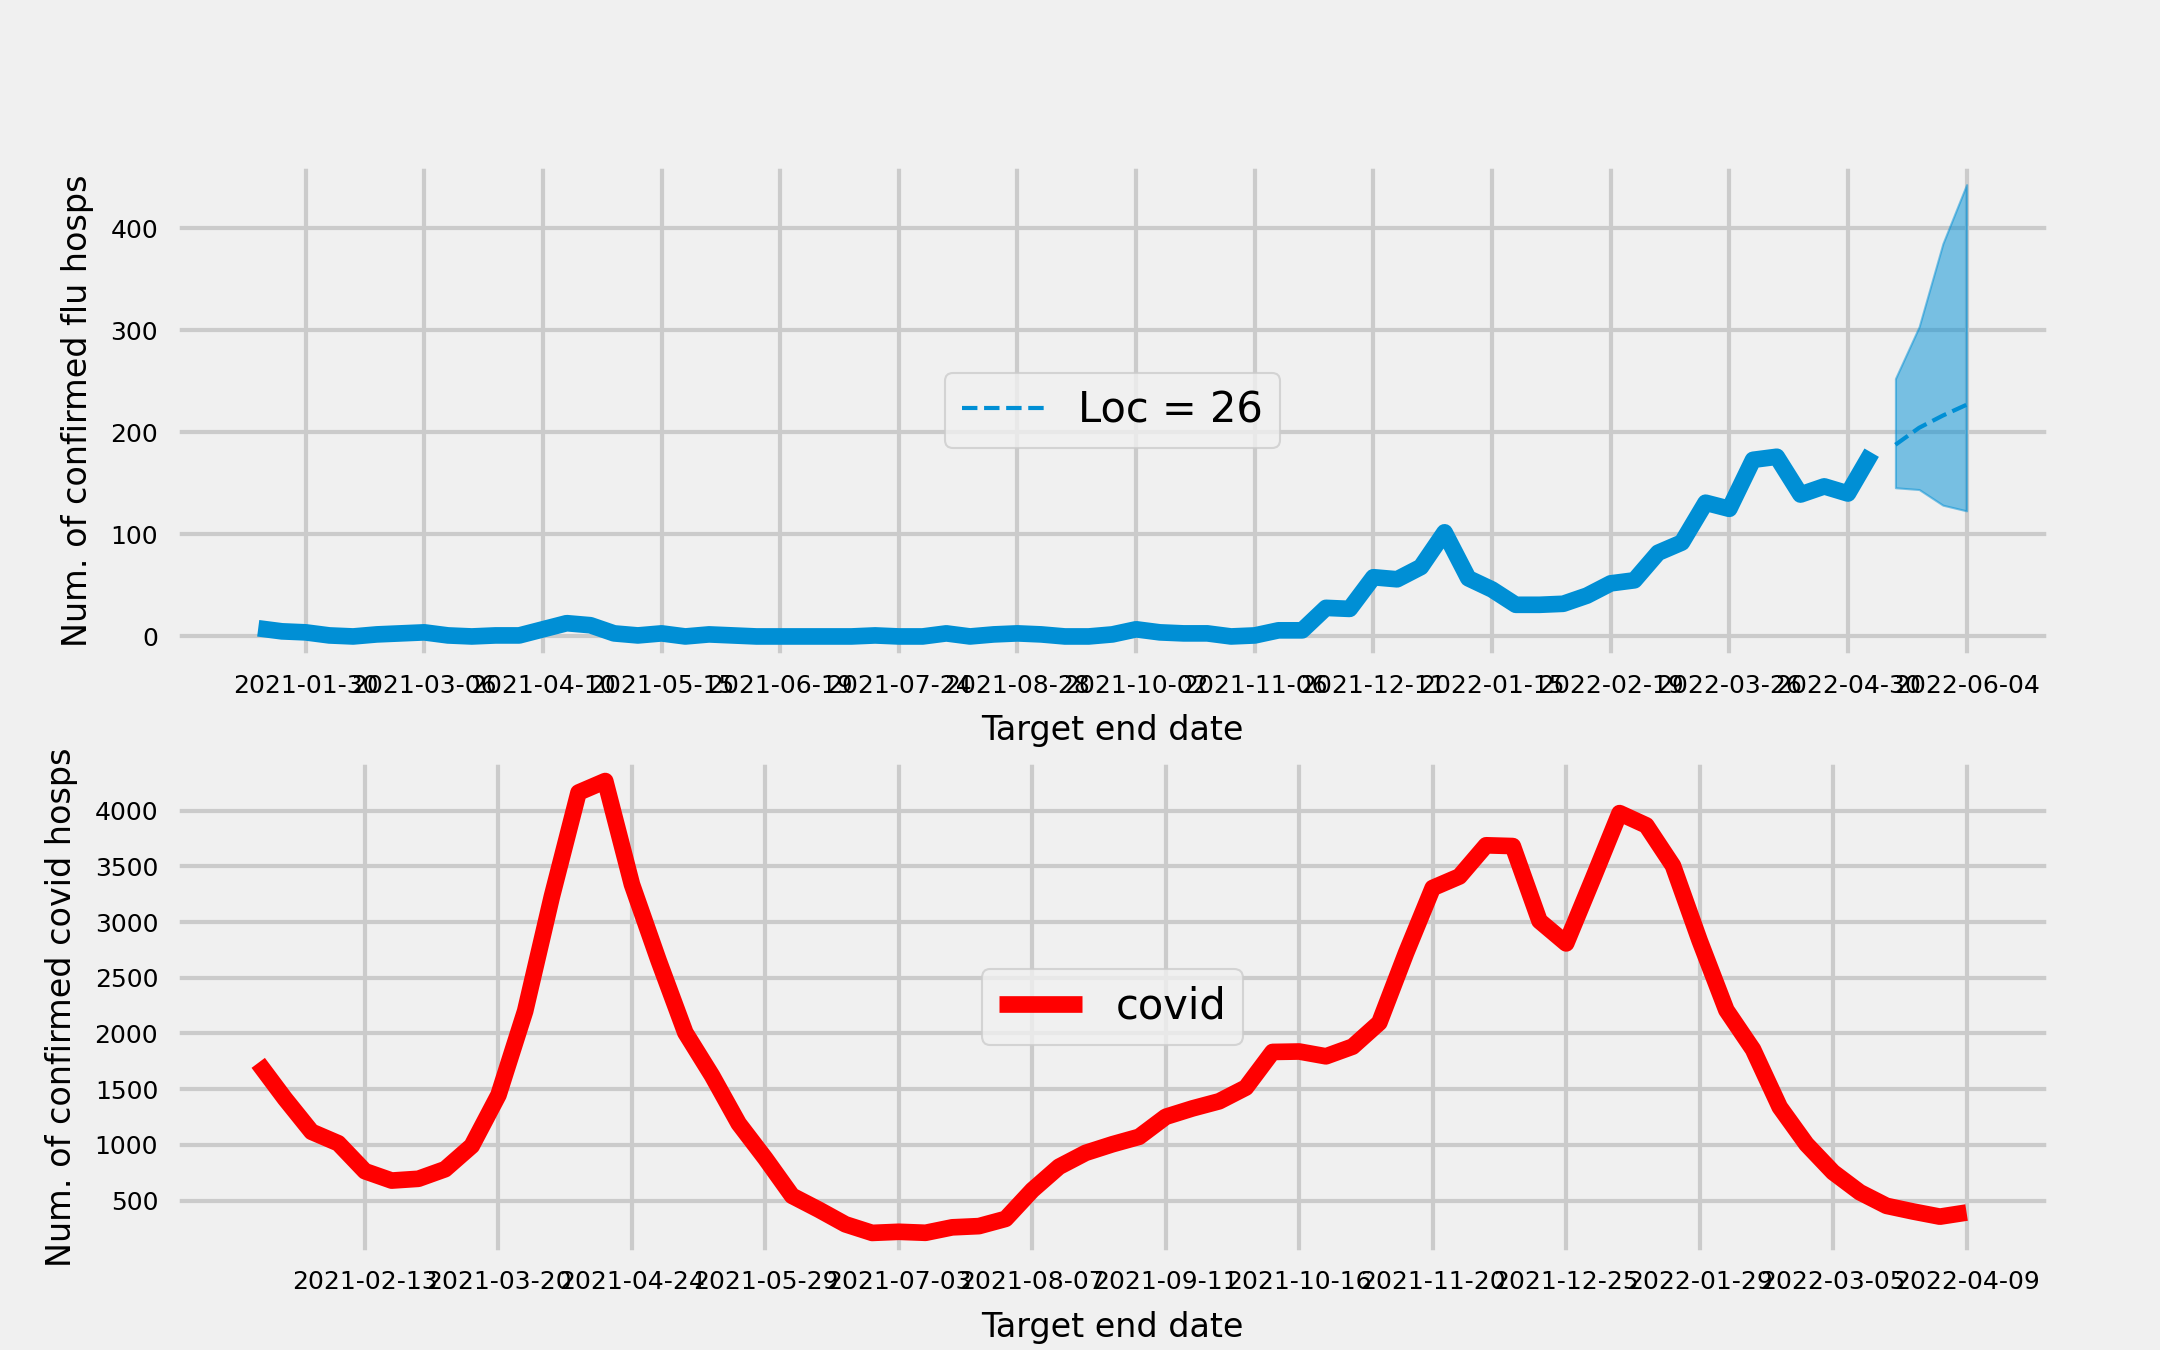 Num. of confirmed flu hosps
400
300
200
100
0
Loc = 26
2021-01-30 2021-03-06 2021-04-10 2021-05-15 2021-06-19 2021-07-24 2021-08-28 2021-10-02 2021-11-06 2021-12-11 2022-01-15 2022-02-19 2022-03-26 2022-04-30 2022-06-04
Target end date
Num. of confirmed covid hosps
4000
3500
3000
2500
2000
1500
1000
500
covid
2021-02-13 2021-03-20 2021-04-24 2021-05-29 2021-07-03 2021-08-07 2021-09-11 2021-10-16 2021-11-20 2021-12-25 2022-01-29 2022-03-05 2022-04-09
Target end date